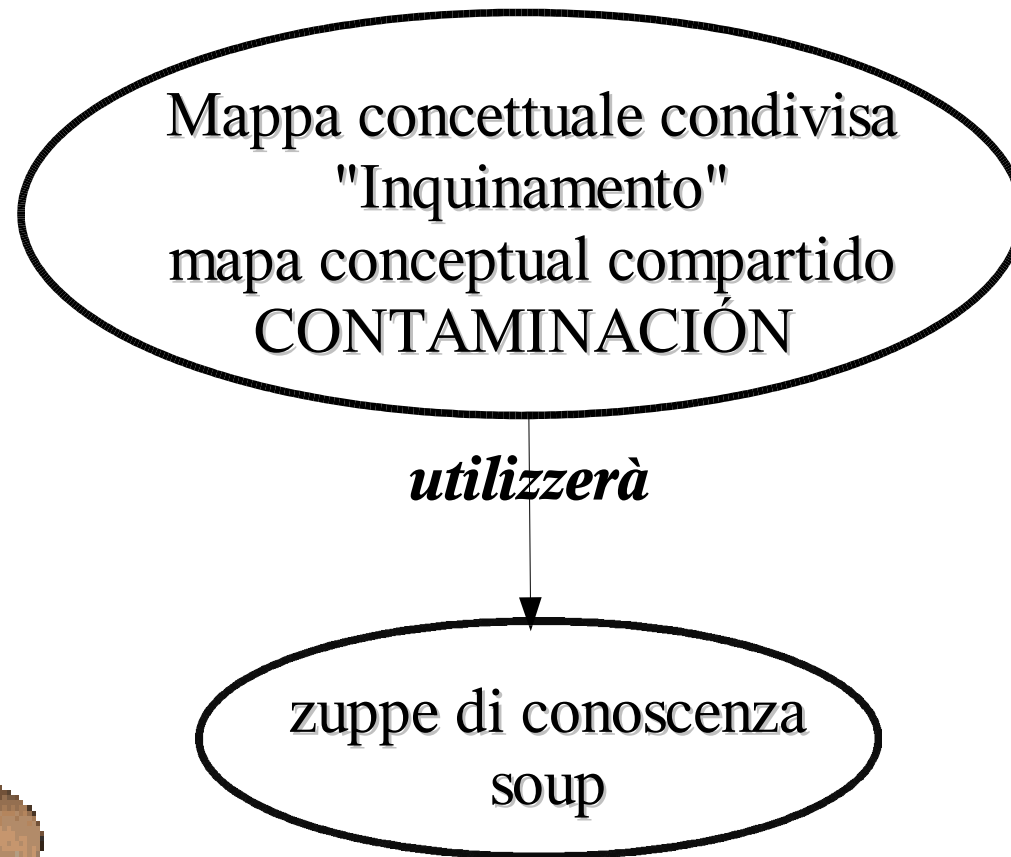 Mappa concettuale condivisa
"Inquinamento"
mapa conceptual compartido
CONTAMINACIÓN
utilizzerà
zuppe di conoscenza
soup